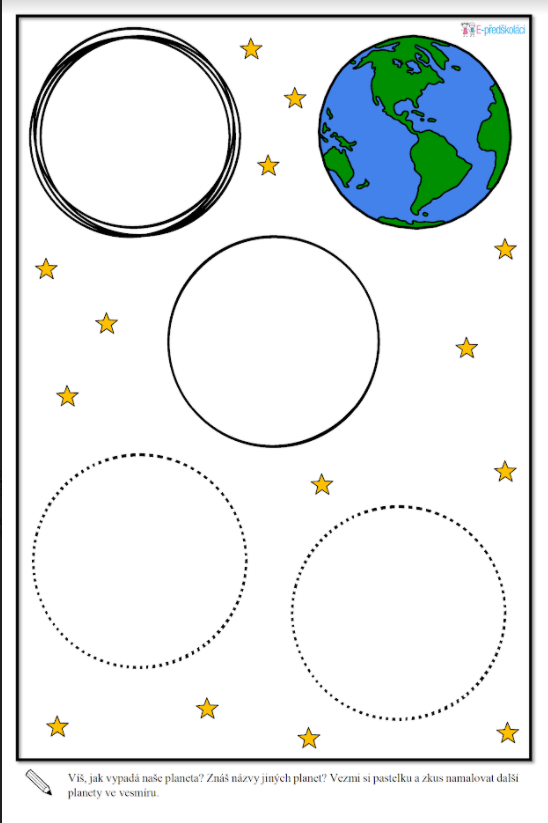 E-předškoláci
Víš, jak vypadá naše planeta? Znáš názvy jiných planet? Vezmi si pastelku a zkus namalovat další
planety ve vesmíru.